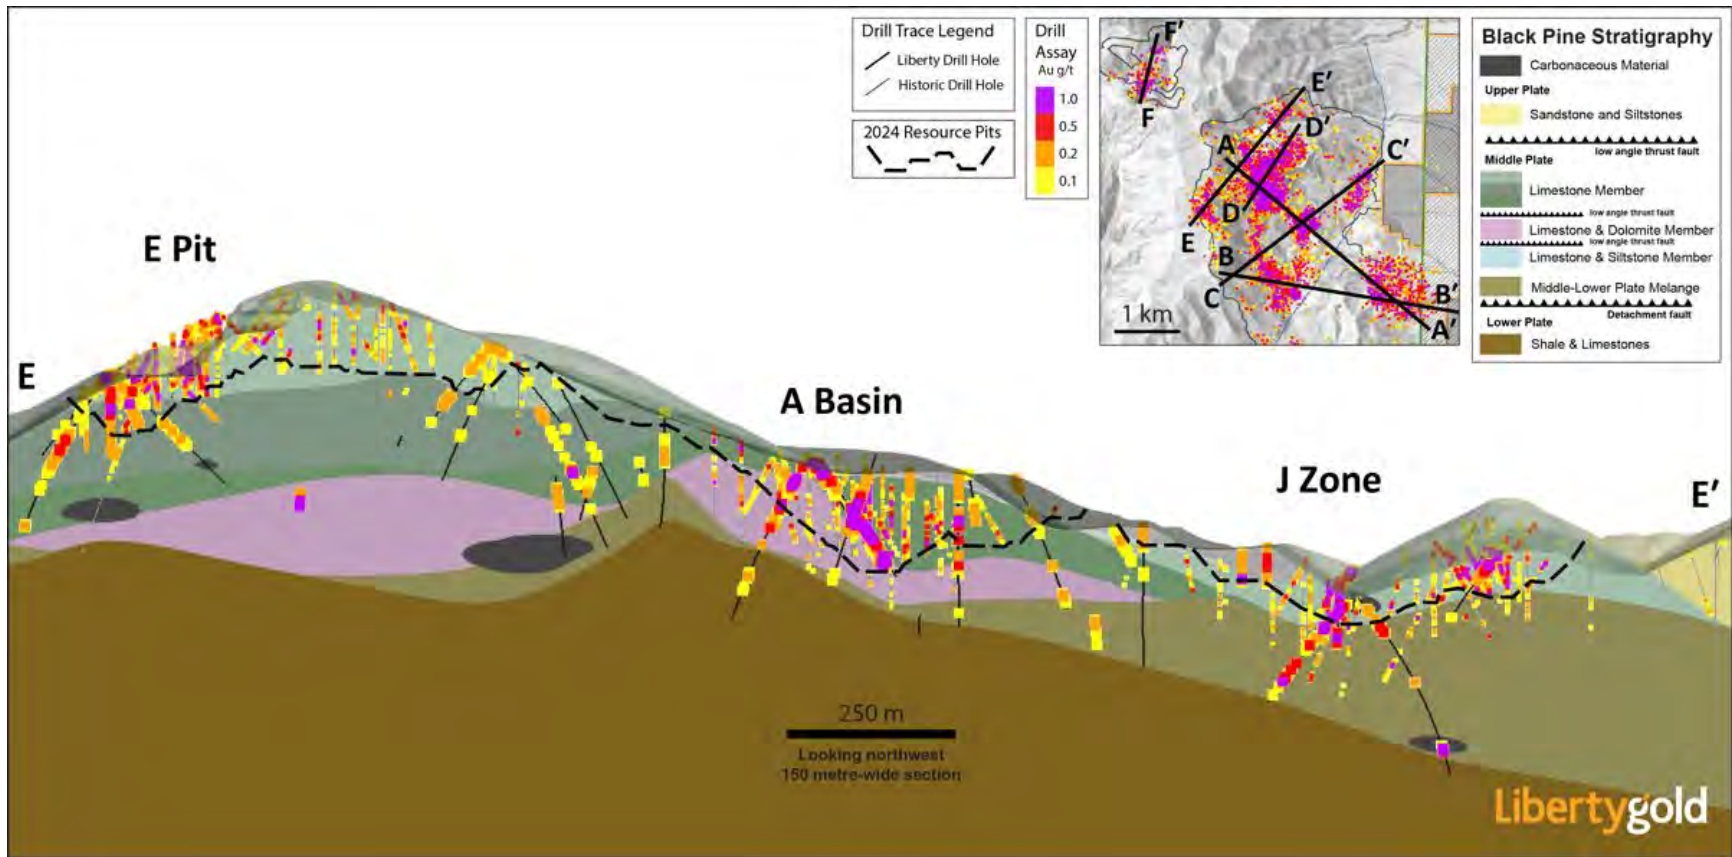 Drill Trace Legend
Liberty Drill Hole
Historic Drill Hole
2024 Resource Pits
Drill
Assay
Au g/t
1.0
0.5
0.2
0.1
F'
F
E'
D'
A
C'
D
E
B
C
B'
A'
1 km
Black Pine Stratigraphy
Carbonaceous Material
Upper Plate
Sandstone and Siltstones
low angle thrust fault
Middle Plate
Limestone Member
low angle thrust fault
Limestone & Dolomite Member
low angle thrust fault
Limestone & Siltstone Member
Middle-Lower Plate Melange
Detachment fault
Lower Plate
Shale & Limestones
E Pit
E
A Basin
J Zone
E'
250 m
Looking northwest
150 metre-wide section
Libertygold